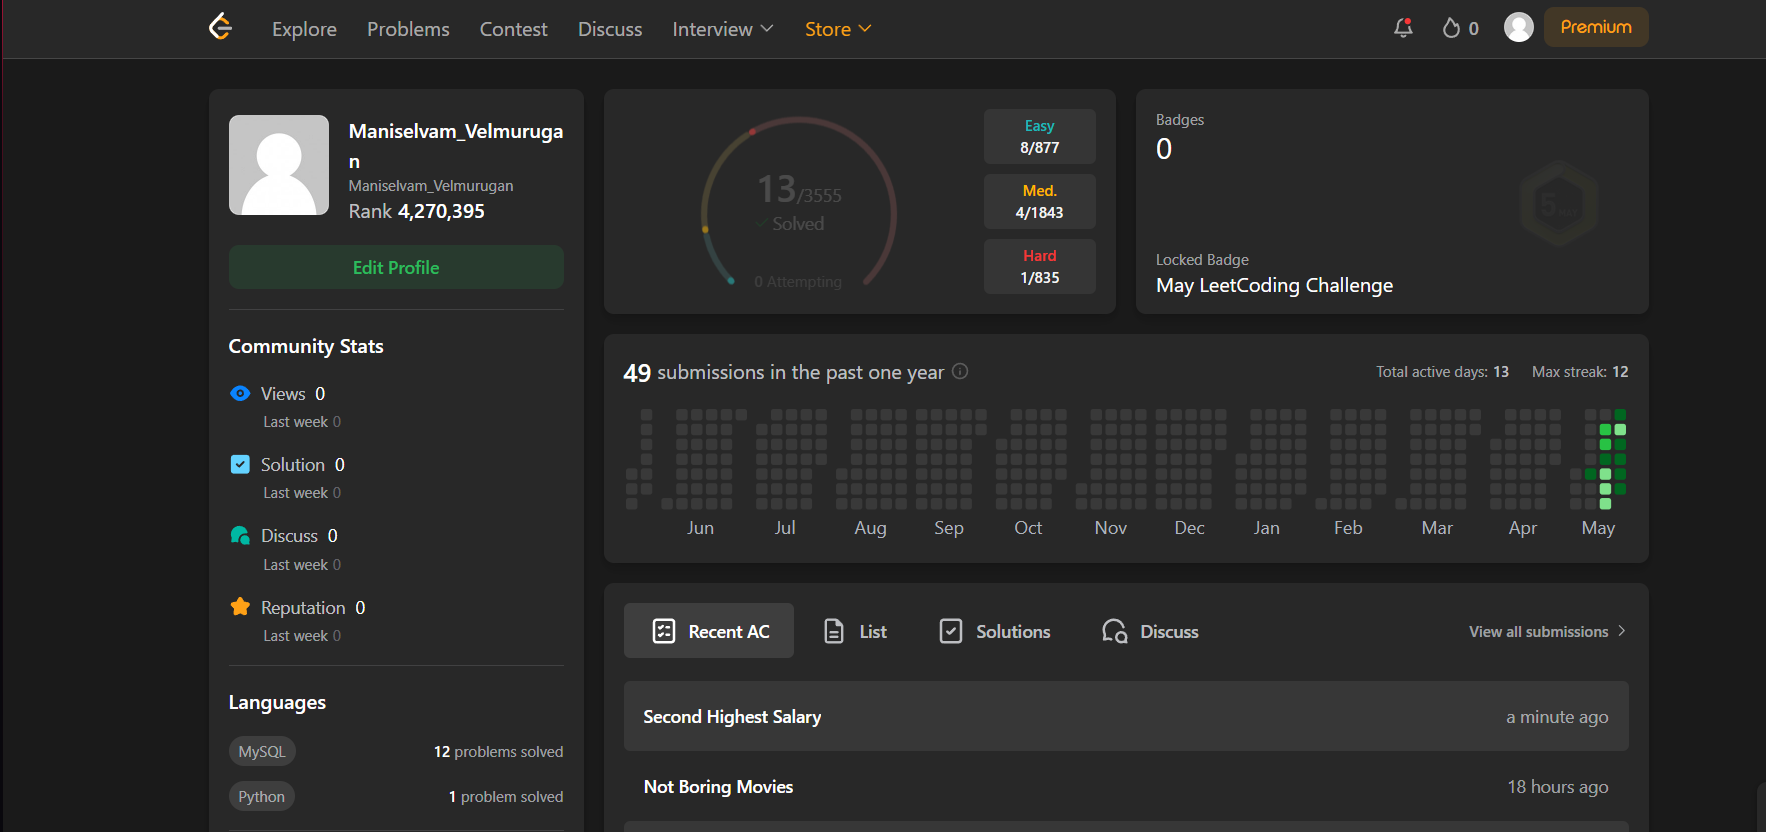 Explore Problems Contest Discuss Interview Store 0 Premium
Maniselvam_Velmuruga
n
Maniselvam_Velmurugan
Rank 4,270,395
Edit Profile
Community Stats
Views 0
Last week 0
Solution 0
Last week 0
Discuss 0
Last week 0
Reputation 0
Last week 0
Languages
MySQL 12 problems solved
Python 1 problem solved
13/3555
Solved
0 Attempting
Easy
8/877
Med.
4/1843
Hard
1/835
Badges
0
5
MAY
Locked Badge
May LeetCoding Challenge
49 submissions in the past one year Total active days: 13 Max streak: 12
Jun Jul Aug Sep Oct Nov Dec Jan Feb Mar Apr May
Recent AC List Solutions Discuss View all submissions
Second Highest Salary a minute ago
Not Boring Movies 18 hours ago